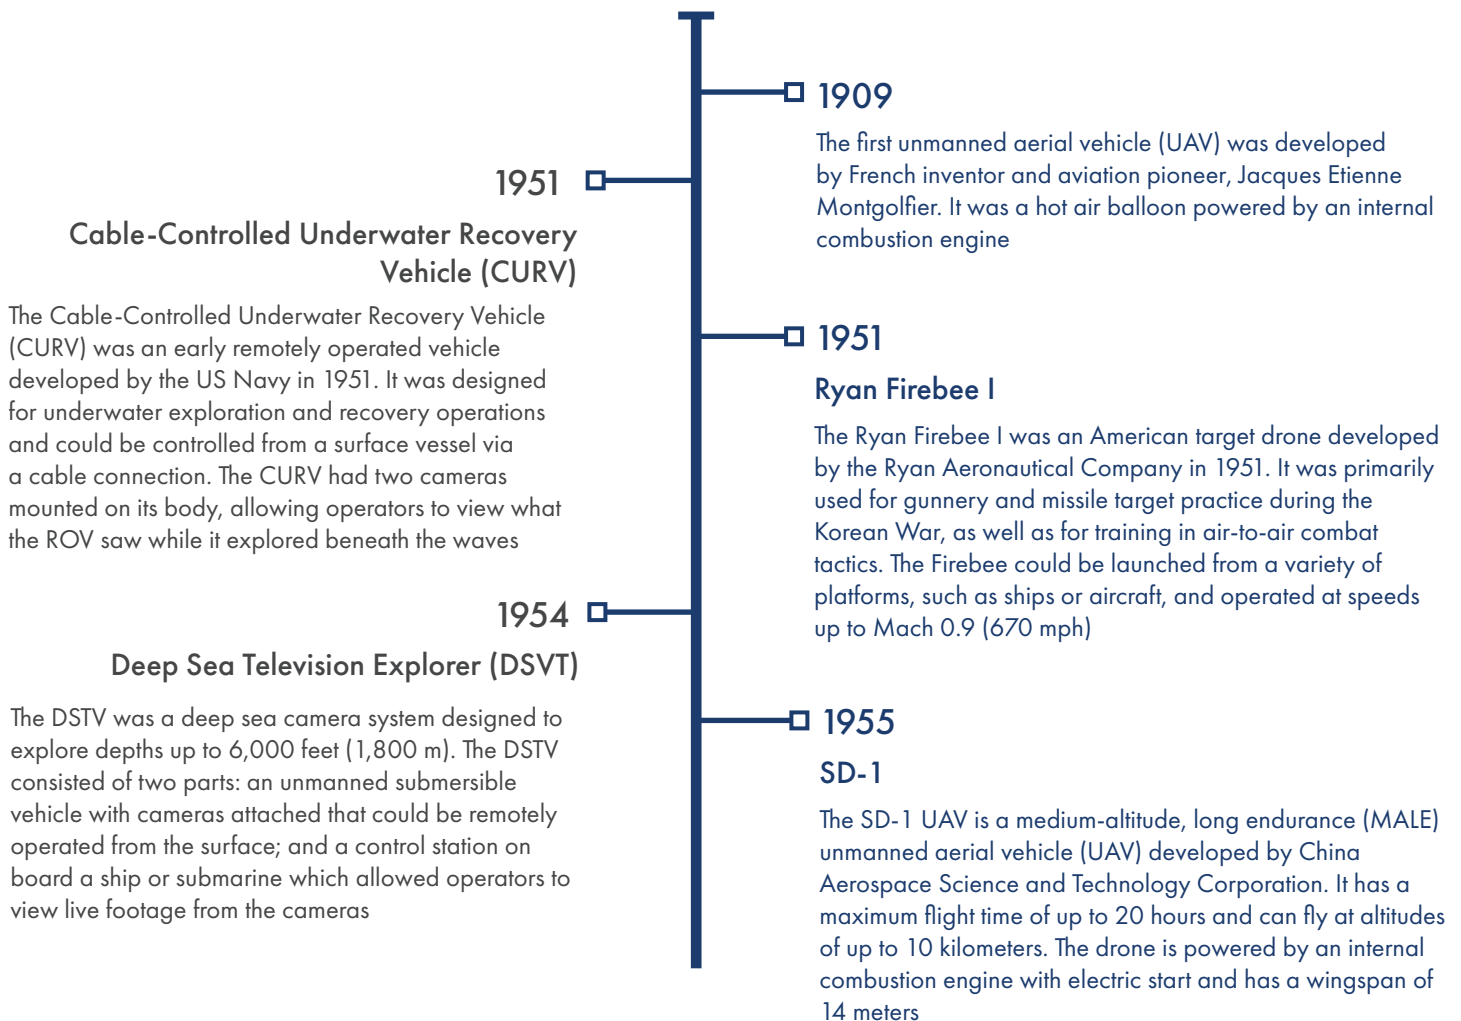 1909
The first unmanned aerial vehicle (UAV) was developed
by French inventor and aviation pioneer, Jacques Etienne
Montgolfier. It was a hot air balloon powered by an internal
combustion engine
1951
Cable-Controlled Underwater Recovery
Vehicle (CURV)
The Cable-Controlled Underwater Recovery Vehicle
(CURV) was an early remotely operated vehicle
developed by the US Navy in 1951. It was designed
for underwater exploration and recovery operations
and could be controlled from a surface vessel via
a cable connection. The CURV had two cameras
mounted on its body, allowing operators to view what
the ROV saw while it explored beneath the waves
1951
Ryan Firebee I
The Ryan Firebee I was an American target drone developed
by the Ryan Aeronautical Company in 1951. It was primarily
used for gunnery and missile target practice during the
Korean War, as well as for training in air-to-air combat
tactics. The Firebee could be launched from a variety of
platforms, such as ships or aircraft, and operated at speeds
up to Mach 0.9 (670 mph)
1954
Deep Sea Television Explorer (DSVT)
The DSTV was a deep sea camera system designed to
explore depths up to 6,000 feet (1,800 m). The DSTV
consisted of two parts: an unmanned submersible
vehicle with cameras attached that could be remotely
operated from the surface; and a control station on
board a ship or submarine which allowed operators to
view live footage from the cameras
1955
SD-1
The SD-1 UAV is a medium-altitude, long endurance (MALE)
unmanned aerial vehicle (UAV) developed by China
Aerospace Science and Technology Corporation. It has a
maximum flight time of up to 20 hours and can fly at altitudes
of up to 10 kilometers. The drone is powered by an internal
combustion engine with electric start and has a wingspan of
14 meters